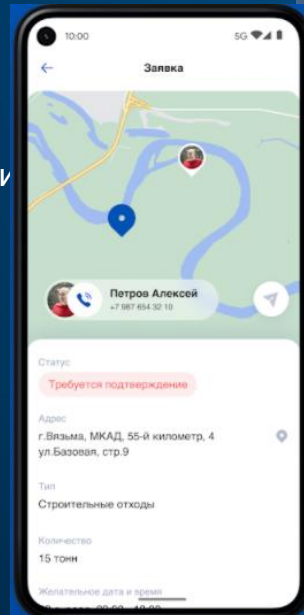 10:00
5G
Заявка
Петров Алексей
+7 987 654 32 10
Статус
Требуется подтверждение
Адрес
г.Вязьма, МКАД, 55-й километр, 4
ул.Базовая, стр.9
Тип
Строительные отходы
Количество
15 тонн
Желательное дата и время